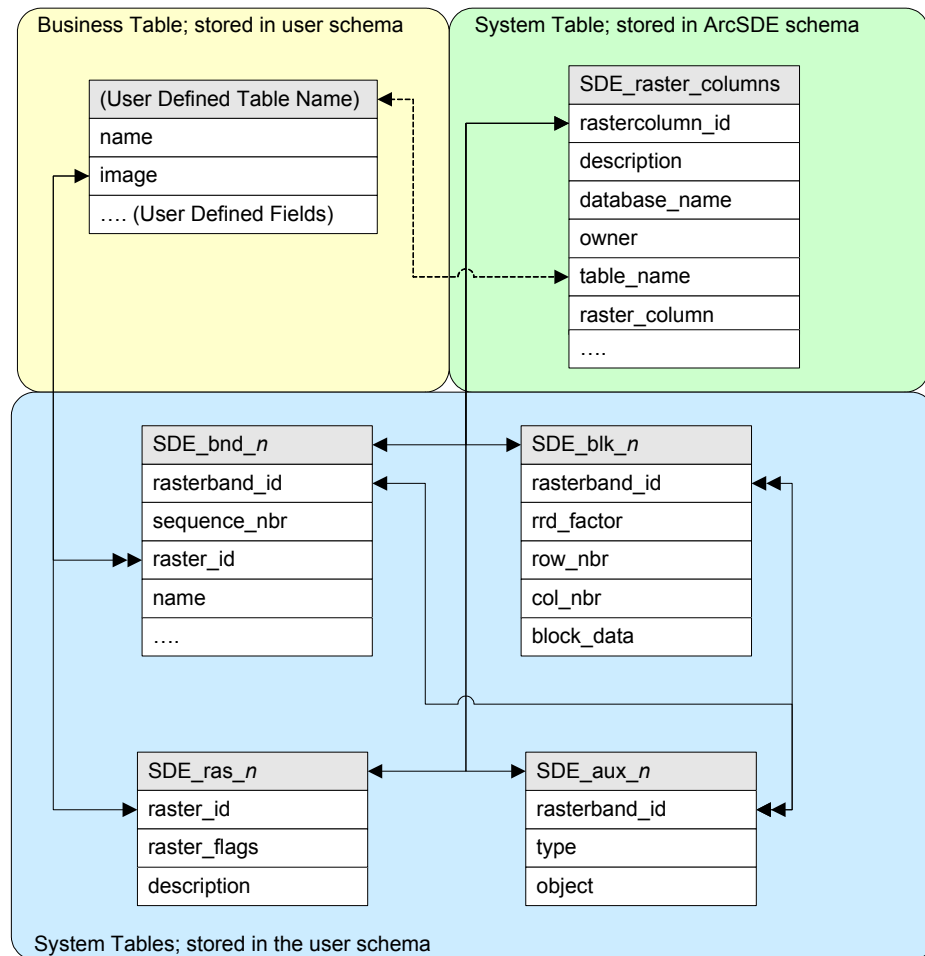 Business Table; stored in user schema
System Table; stored in ArcSDE schema
(User Defined Table Name)
name
image
…. (User Defined Fields)
SDE_raster_columns
rastercolumn_id
description
database_name
owner
table_name
raster_column
….
SDE_bnd_n
rasterband_id
sequence_nbr
raster_id
name
….
SDE_blk_n
rasterband_id
rrd_factor
row_nbr
col_nbr
block_data
SDE_ras_n
raster_id
raster_flags
description
SDE_aux_n
rasterband_id
type
object
System Tables; stored in the user schema